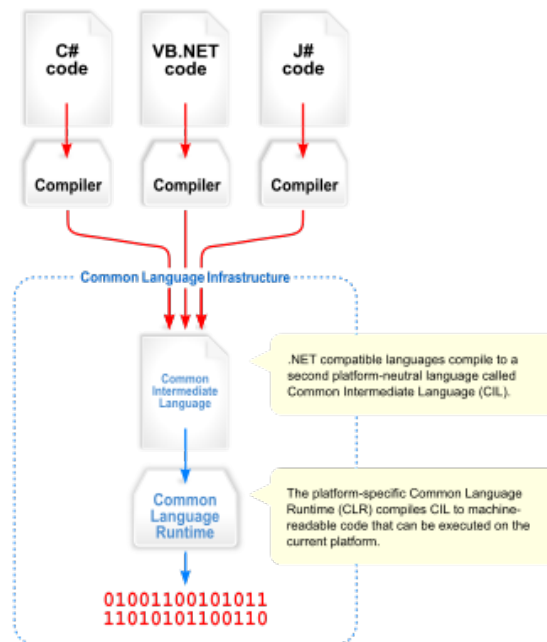 C#
code
VB.NET
code
J#
code
Compiler
Compiler
Compiler
Common Language Infrastructure
Common
Intermediate
Language
.NET compatible languages compile to a
second platform-neutral language called
Common Intermediate Language (CIL).
Common
Language
Runtime
The platform-specific Common Language
Runtime (CLR) compiles CIL to machine-
readable code that can be executed on the
current platform.
01001100101011
11010101100110